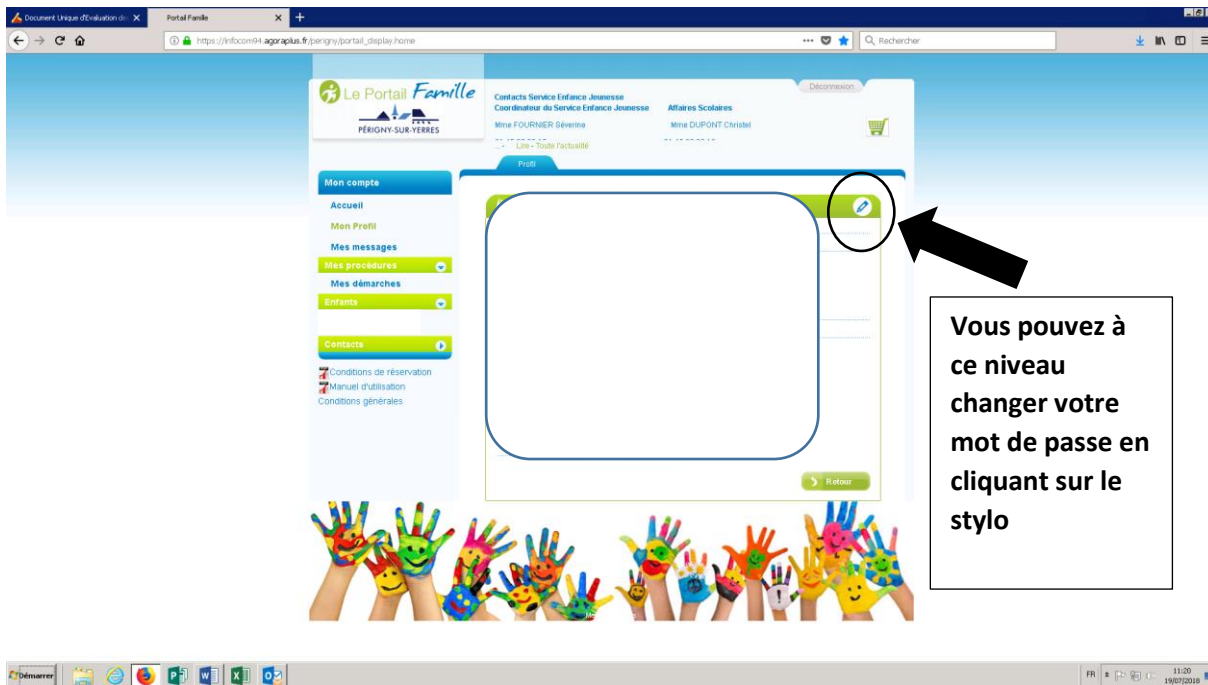 Document Unique d'Evaluation des
Portail Famille
https://infocom94.agoraplus.fr/perigny/portail_display.home
Rechercher
Le Portail Famille
PÉRIGNY-SUR-YERRES
Contacts Service Enfance Jeunesse
Coordinateur du Service Enfance Jeunesse Affaires Scolaires
Mme FOURNIER Séverine Mme DUPONT Christel
... - Lire - Toute l'actualité
Déconnexion
Profil
Mon compte
Accueil
Mon Profil
Mes messages
Mes procédures
Mes démarches
Enfants
Contacts
Conditions de réservation
Manuel d'utilisation
Conditions générales
Retour
Vous pouvez à
ce niveau
changer votre
mot de passe en
cliquant sur le
stylo
Démarrer
FR
11:20
19/07/2018